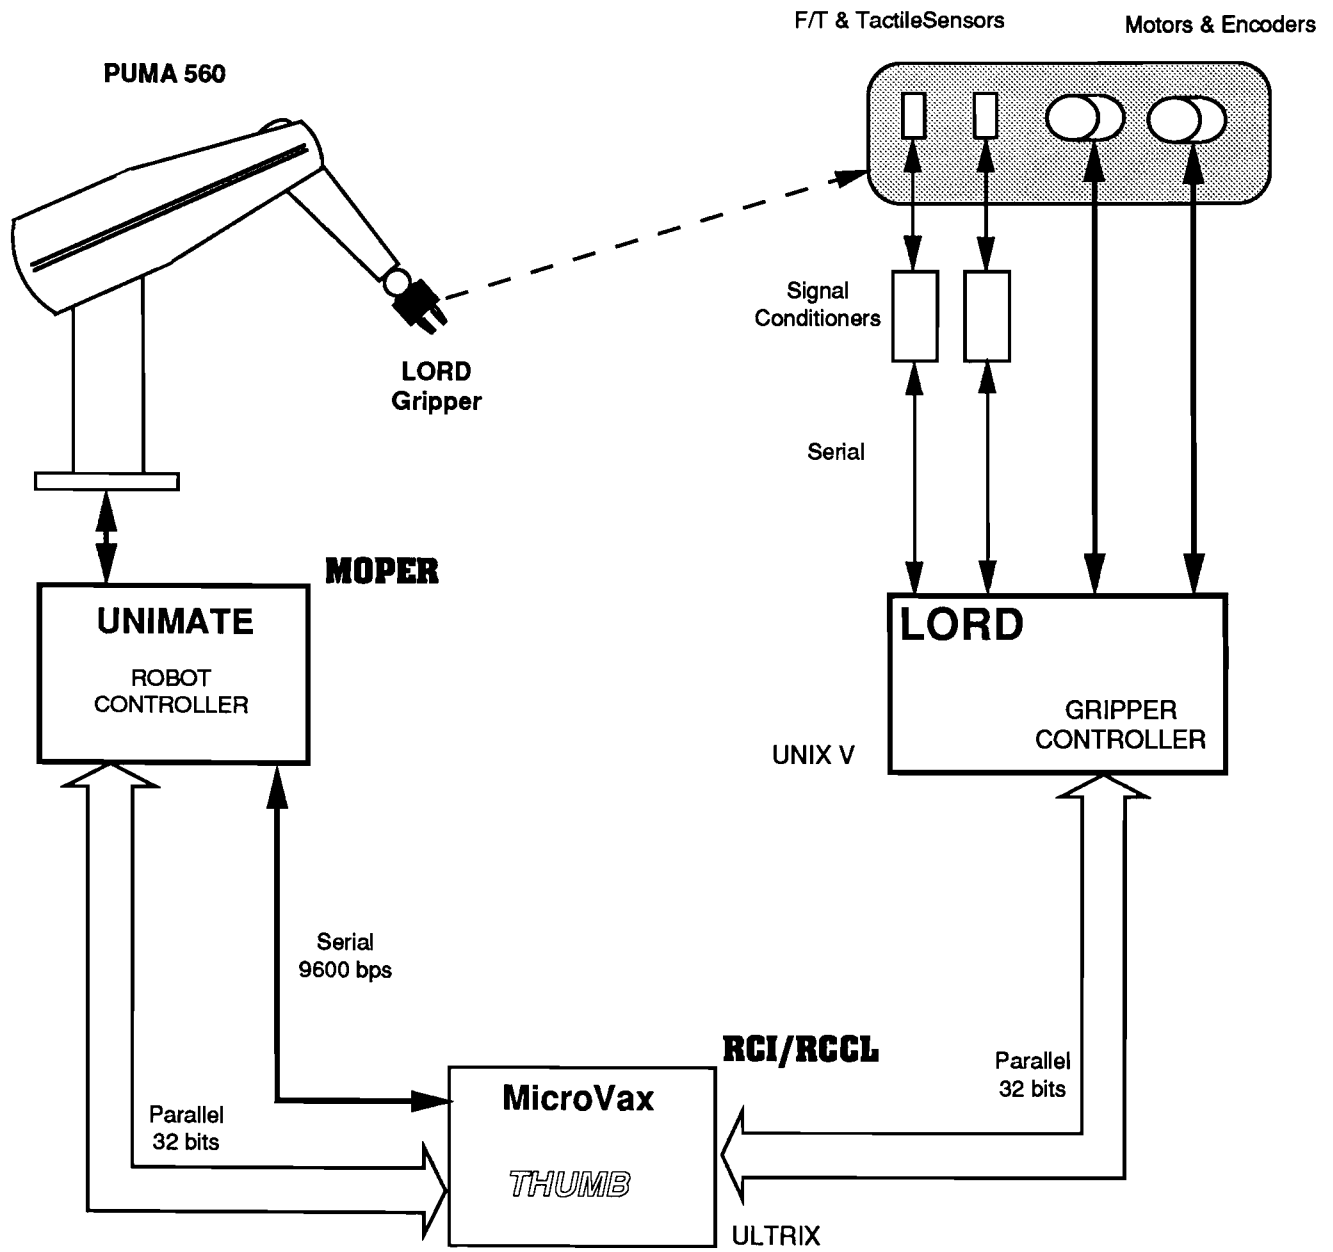 F/T & TactileSensors
Motors & Encoders
PUMA 560
Signal
Conditioners
LORD
Gripper
Serial
MOPER
UNIMATE
ROBOT
CONTROLLER
LORD
GRIPPER
CONTROLLER
UNIX V
Serial
9600 bps
RCI/RCCL
Parallel
32 bits
MicroVax
Parallel
32 bits
THUMB
ULTRIX